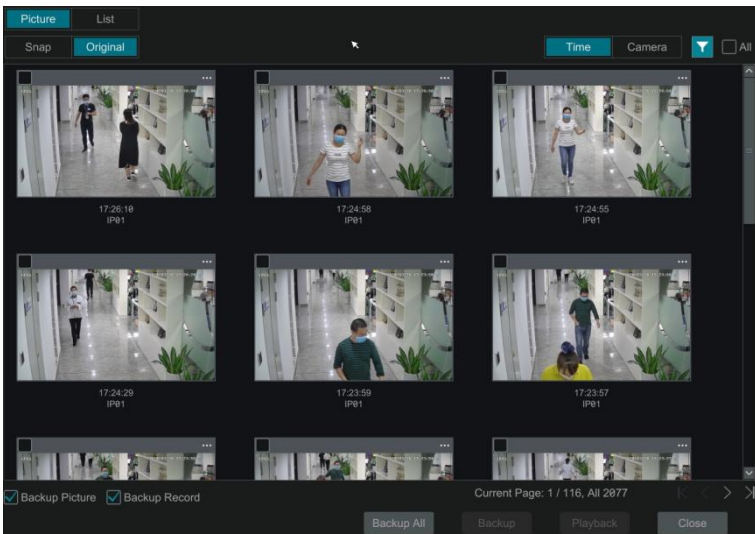 Picture List
Snap Original Time Camera All
17:26:10 17:24:58 17:24:55
IP01 IP01 IP01
17:24:29 17:23:59 17:23:57
IP01 IP01 IP01
Backup Picture Backup Record Current Page: 1 / 116, All 2077
Backup All Backup Playback Close